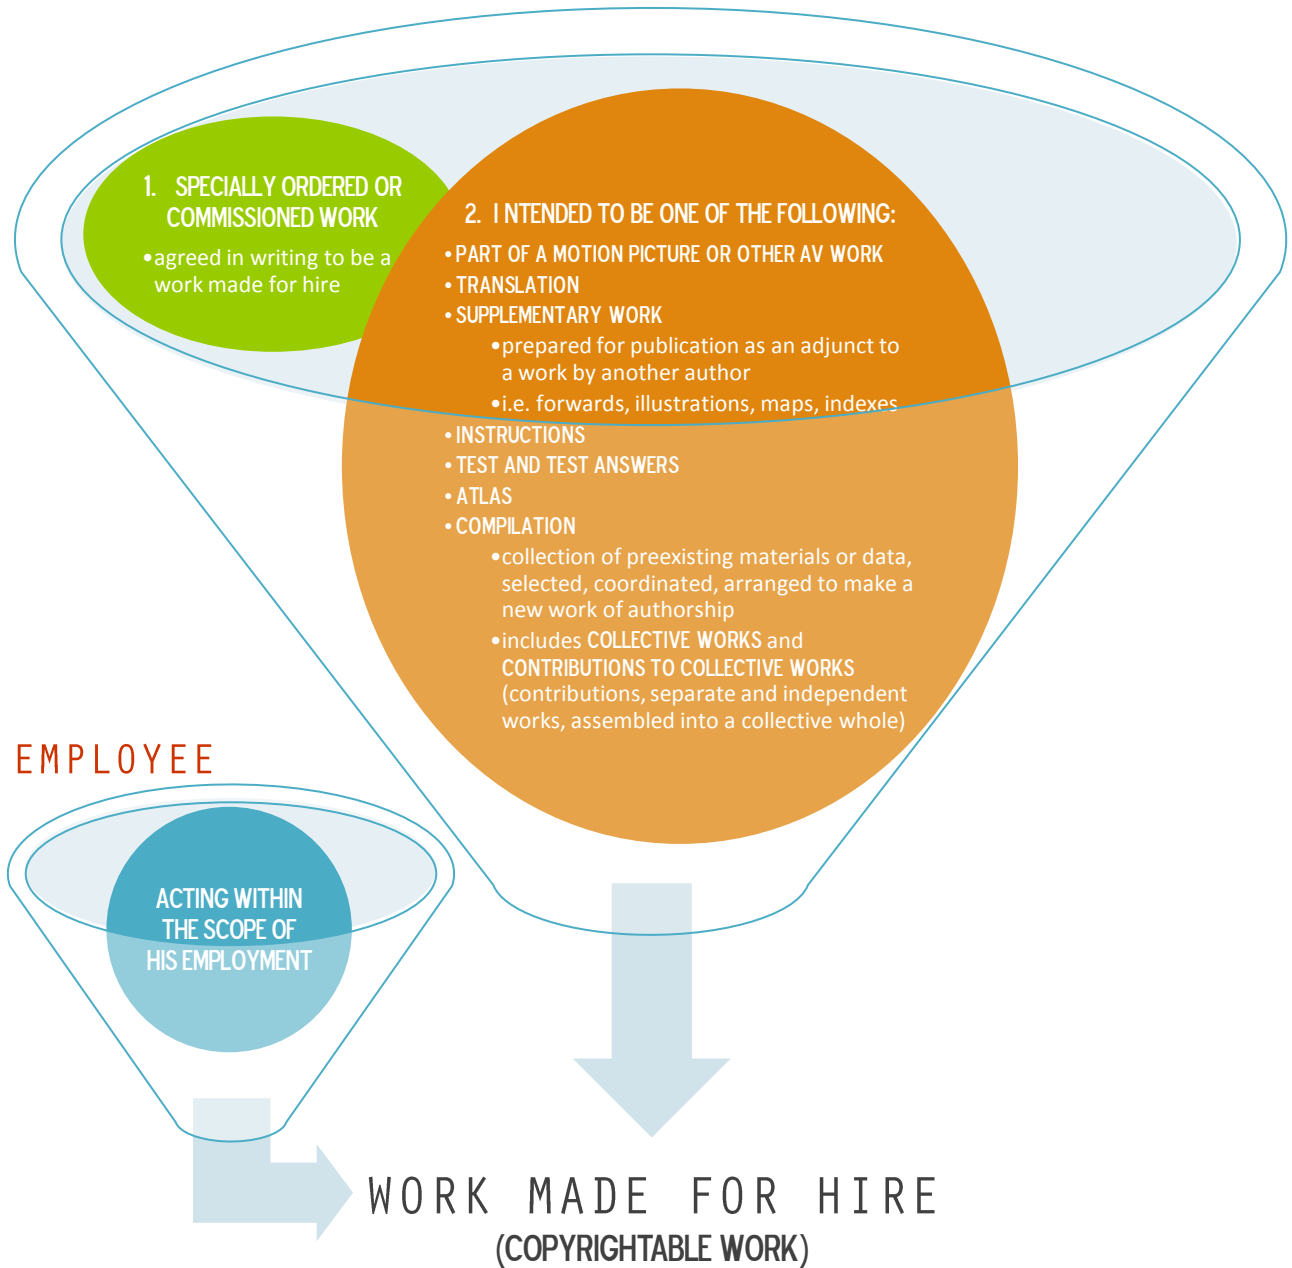 1. SPECIALLY ORDERED OR
COMMISSIONED WORK
•agreed in writing to be a
work made for hire
2. I NTENDED TO BE ONE OF THE FOLLOWING:
•PART OF A MOTION PICTURE OR OTHER AV WORK
•TRANSLATION
•SUPPLEMENTARY WORK
•prepared for publication as an adjunct to
a work by another author
•i.e. forwards, illustrations, maps, indexes
•INSTRUCTIONS
•TEST AND TEST ANSWERS
•ATLAS
•COMPILATION
•collection of preexisting materials or data,
selected, coordinated, arranged to make a
new work of authorship
•includes COLLECTIVE WORKS and
CONTRIBUTIONS TO COLLECTIVE WORKS
(contributions, separate and independent
works, assembled into a collective whole)
EMPLOYEE
ACTING WITHIN
THE SCOPE OF
HIS EMPLOYMENT
WORK MADE FOR HIRE
(COPYRIGHTABLE WORK)